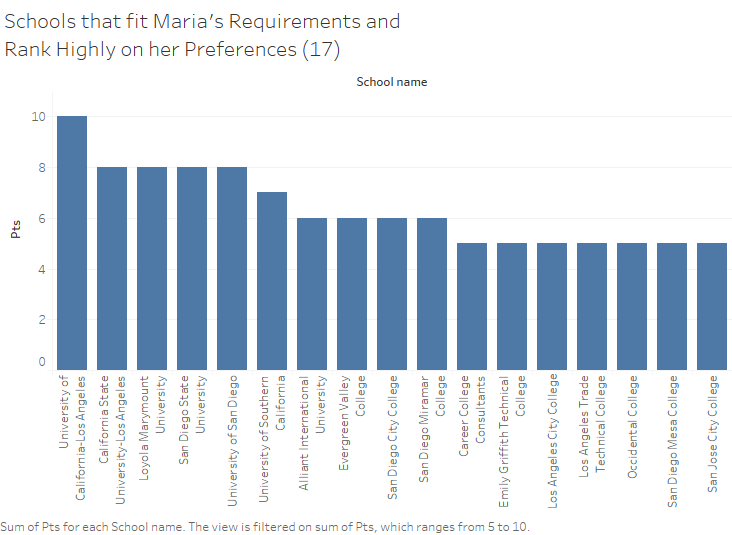 Schools that fit Maria's Requirements and
Rank Highly on her Preferences (17)
School name
Pts
10
8
6
4
2
0
University of
California-Los Angeles
California State
University-Los Angeles
Loyola Marymount
University
San Diego State
University
University of San Diego
University of Southern
California
Alliant International
University
Evergreen Valley
College
San Diego City College
San Diego Miramar
College
Career College
Consultants
Emily Griffith Technical
College
Los Angeles City College
Los Angeles Trade
Technical College
Occidental College
San Diego Mesa College
San Jose City College
Sum of Pts for each School name. The view is filtered on sum of Pts, which ranges from 5 to 10.